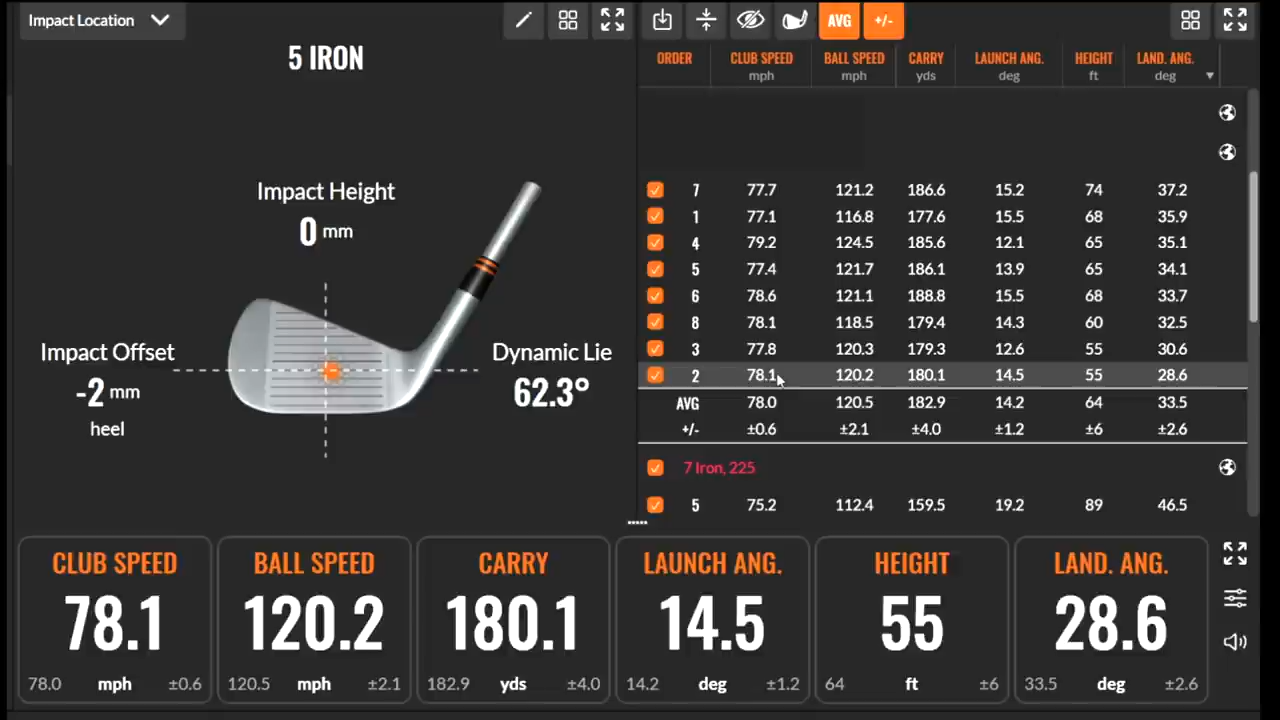 Impact Location
5 IRON
Impact Height
0 mm
Impact Offset
-2 mm
heel
Dynamic Lie
62.3°
AVG +/-
ORDER CLUB SPEED BALL SPEED CARRY LAUNCH ANG. HEIGHT LAND. ANG.
mph mph yds deg ft deg
7 77.7 121.2 186.6 15.2 74 37.2
1 77.1 116.8 177.6 15.5 68 35.9
4 79.2 124.5 185.6 12.1 65 35.1
5 77.4 121.7 186.1 13.9 65 34.1
6 78.6 121.1 188.8 15.5 68 33.7
8 78.1 118.5 179.4 14.3 60 32.5
3 77.8 120.3 179.3 12.6 55 30.6
2 78.1 120.2 180.1 14.5 55 28.6
AVG 78.0 120.5 182.9 14.2 64 33.5
+/- ±0.6 ±2.1 ±4.0 ±1.2 ±6 ±2.6
7 Iron, 225
5 75.2 112.4 159.5 19.2 89 46.5
CLUB SPEED BALL SPEED CARRY LAUNCH ANG. HEIGHT LAND. ANG.
78.1 120.2 180.1 14.5 55 28.6
78.0 mph ±0.6 120.5 mph ±2.1 182.9 yds ±4.0 14.2 deg ±1.2 64 ft ±6 33.5 deg ±2.6